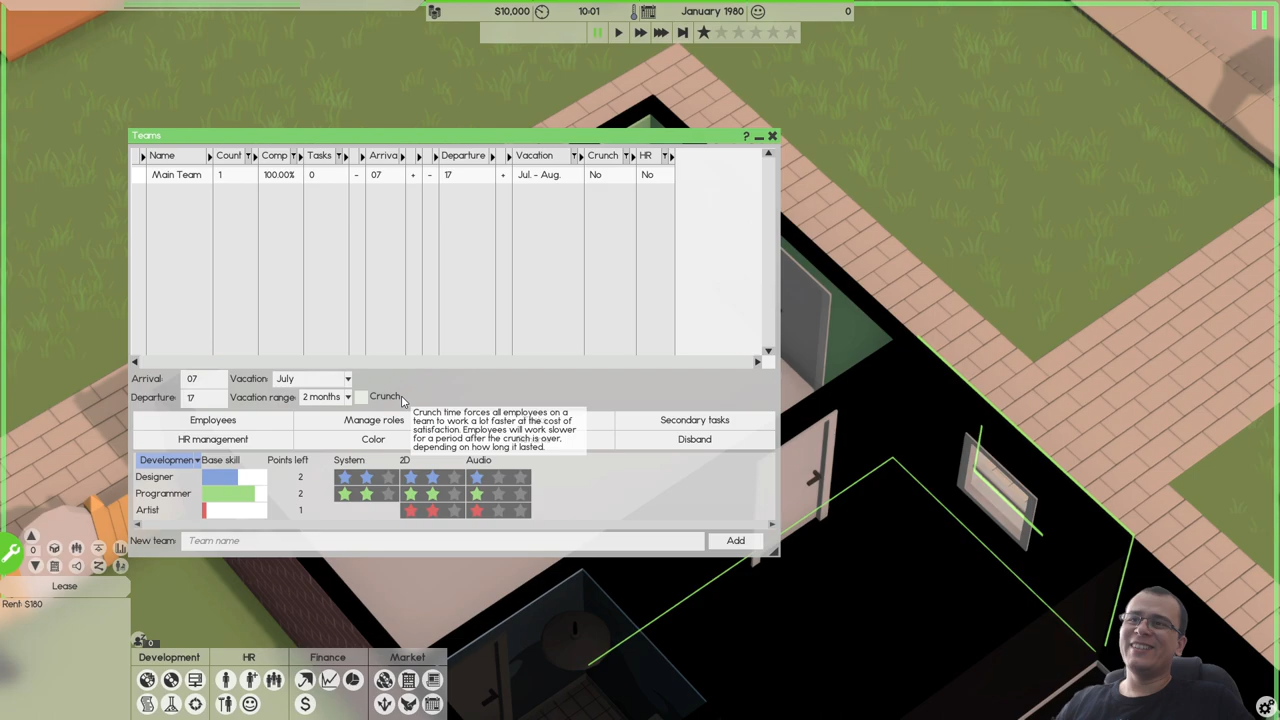 $10,000 10:01 January 1980 0
Teams ?
Name Count Comp Tasks Arriva Departure Vacation Crunch HR
Main Team 1 100.00% 0 - 07 + - 17 + Jul. - Aug. No No
Arrival: 07 Vacation: July
Departure: 17 Vacation range: 2 months Crunch
Crunch time forces all employees on a
team to work a lot faster at the cost of
satisfaction. Employees will work slower
for a period after the crunch is over,
depending on how long it lasted.
Employees Manage roles Secondary tasks
HR management Color Disband
Developmen Base skill Points left System 2D Audio
Designer 2
Programmer 2
Artist 1
New team: Team name Add
0
Lease
Rent: $180
0
Development HR Finance Market
$